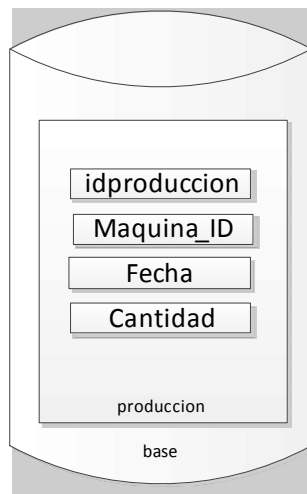 idproduccion
Maquina_ID
Fecha
Cantidad
produccion
base